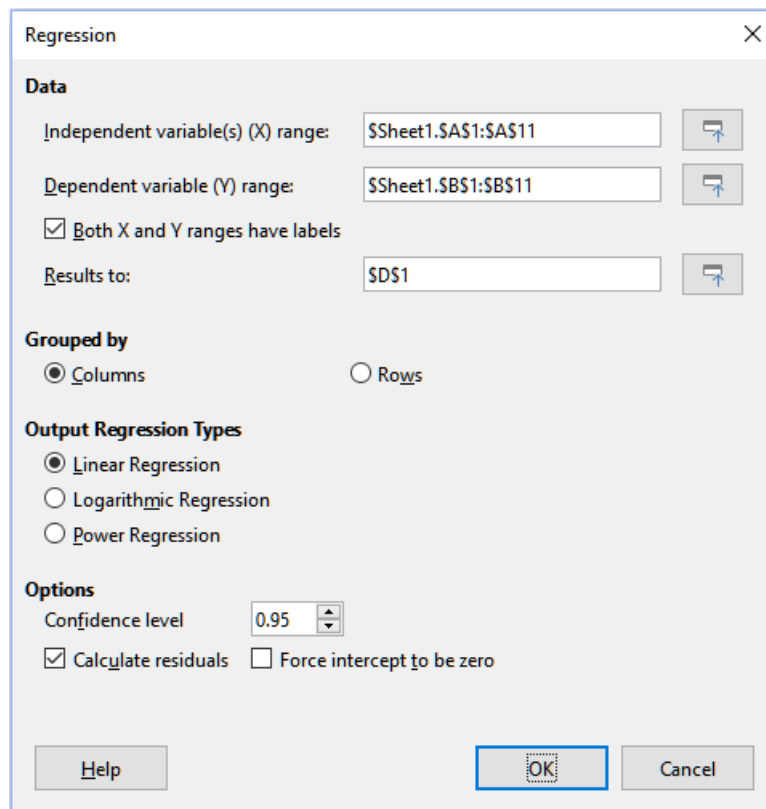 Regression
Data
Independent variable(s) (X) range: $Sheet1.$A$1:$A$11
Dependent variable (Y) range: $Sheet1.$B$1:$B$11
Both X and Y ranges have labels
Results to: $D$1
Grouped by
Columns Rows
Output Regression Types
Linear Regression
Logarithmic Regression
Power Regression
Options
Confidence level 0.95
Calculate residuals Force intercept to be zero
Help OK Cancel